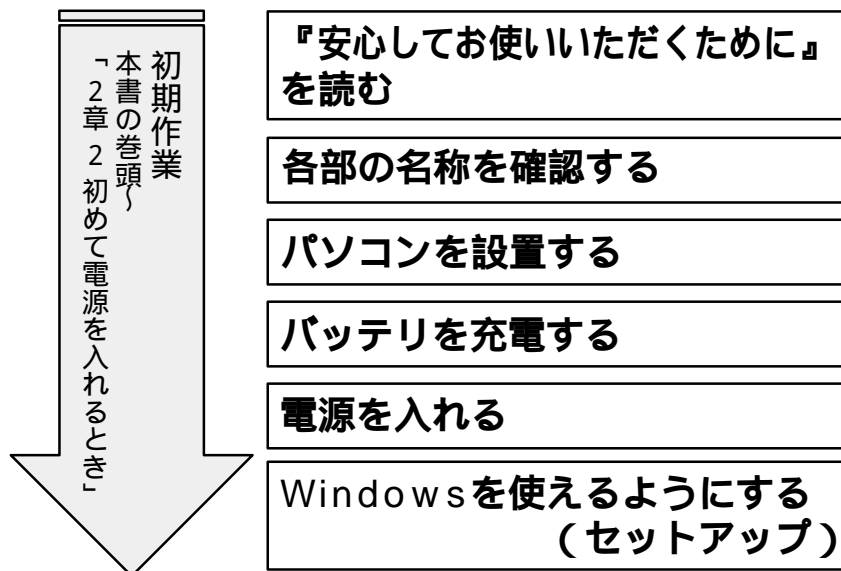 初期作業
本書の巻頭~
「2章 2 初めて電源を入れるとき」
『安心してお使いいただくために』
を読む
各部の名称を確認する
パソコンを設置する
バッテリを充電する
電源を入れる
Windowsを使えるようにする
(セットアップ)